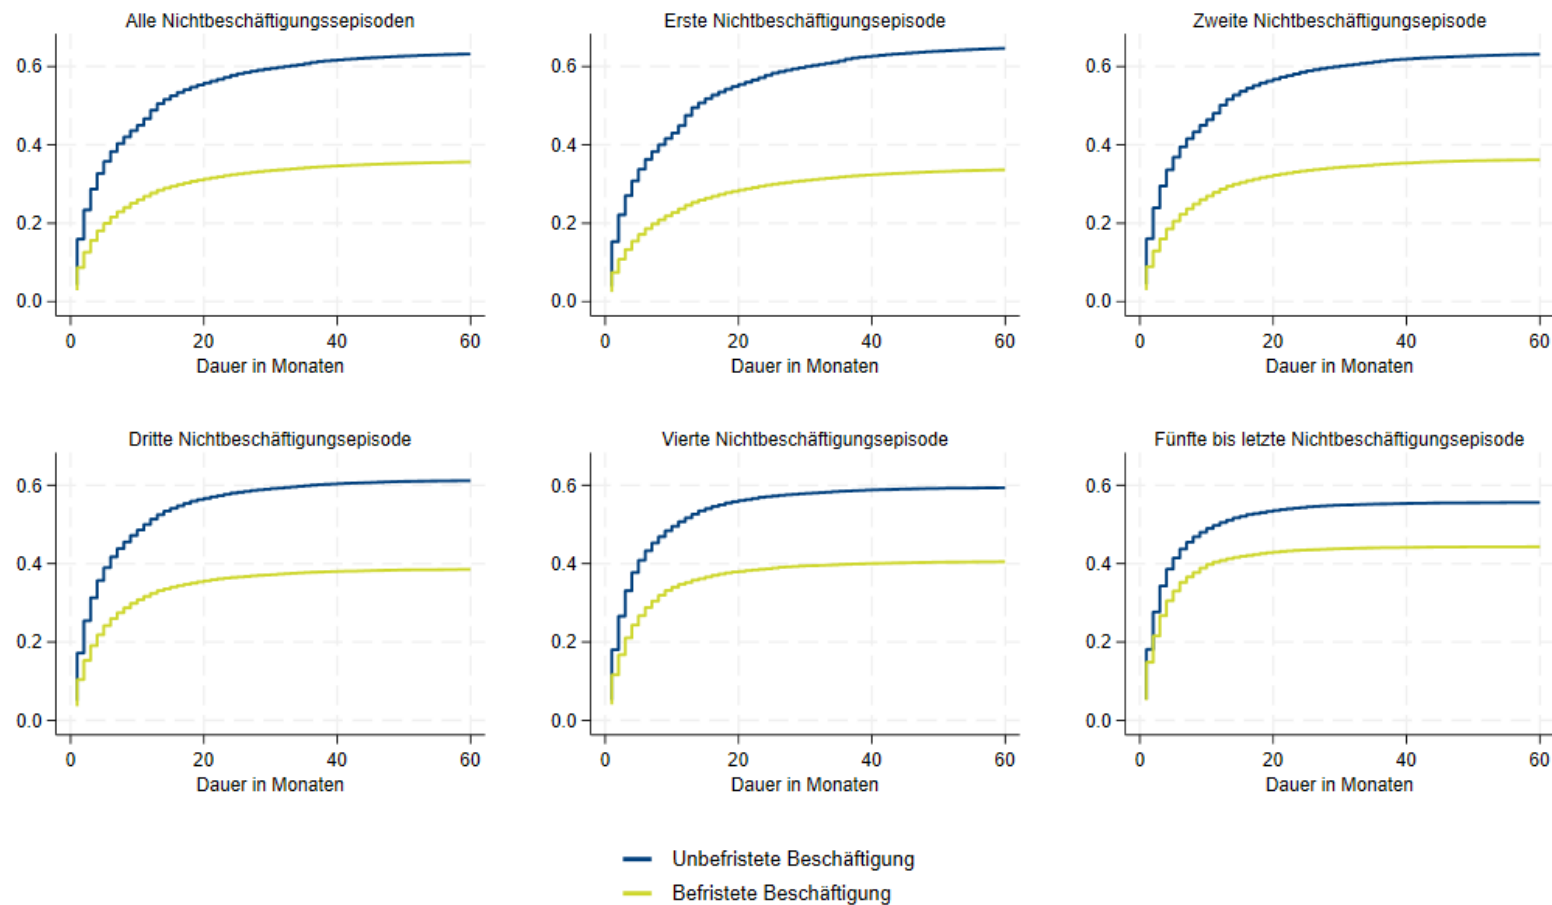 Alle Nichtbeschäftigungssepisoden
0.6
0.4
0.2
0.0
0 20 40 60
Dauer in Monaten
Erste Nichtbeschäftigungsepisode
0.6
0.4
0.2
0.0
0 20 40 60
Dauer in Monaten
Zweite Nichtbeschäftigungsepisode
0.6
0.4
0.2
0.0
0 20 40 60
Dauer in Monaten
Dritte Nichtbeschäftigungsepisode
0.6
0.4
0.2
0.0
0 20 40 60
Dauer in Monaten
Vierte Nichtbeschäftigungsepisode
0.6
0.4
0.2
0.0
0 20 40 60
Dauer in Monaten
Fünfte bis letzte Nichtbeschäftigungsepisode
0.6
0.4
0.2
0.0
0 20 40 60
Dauer in Monaten
Unbefristete Beschäftigung
Befristete Beschäftigung